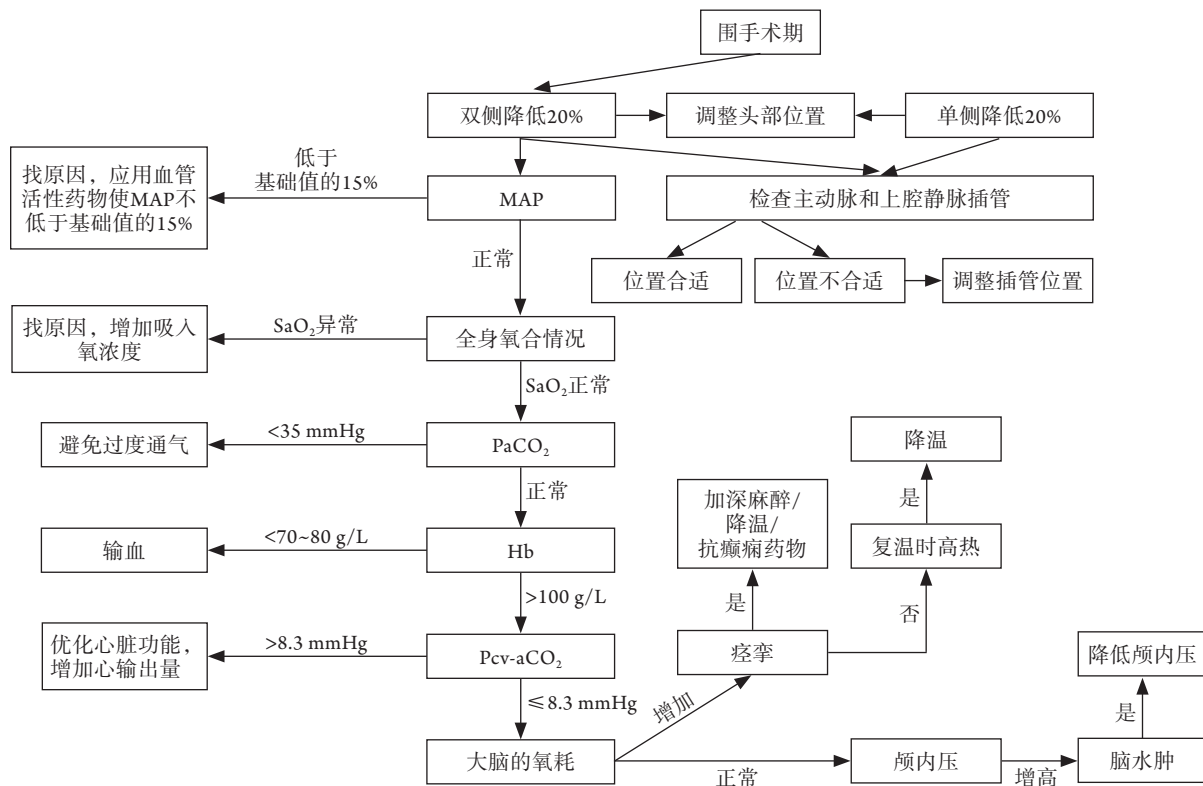 围手术期
双侧降低20%
调整头部位置
单侧降低20%
低于
基础值的15%
找原因，应用血管
活性药物使MAP不
低于基础值的15%
MAP
检查主动脉和上腔静脉插管
正常
位置合适
位置不合适
调整插管位置
找原因，增加吸入
氧浓度
SaO₂异常
全身氧合情况
SaO₂正常
避免过度通气
<35 mmHg
PaCO₂
降温
正常
加深麻醉/
降温/
抗癫痫药物
是
输血
<70~80 g/L
Hb
复温时高热
>100 g/L
是
否
优化心脏功能，
增加心输出量
>8.3 mmHg
Pcv-aCO₂
痉挛
降低颅内压
≤8.3 mmHg
增加
是
大脑的氧耗
正常
颅内压
增高
脑水肿